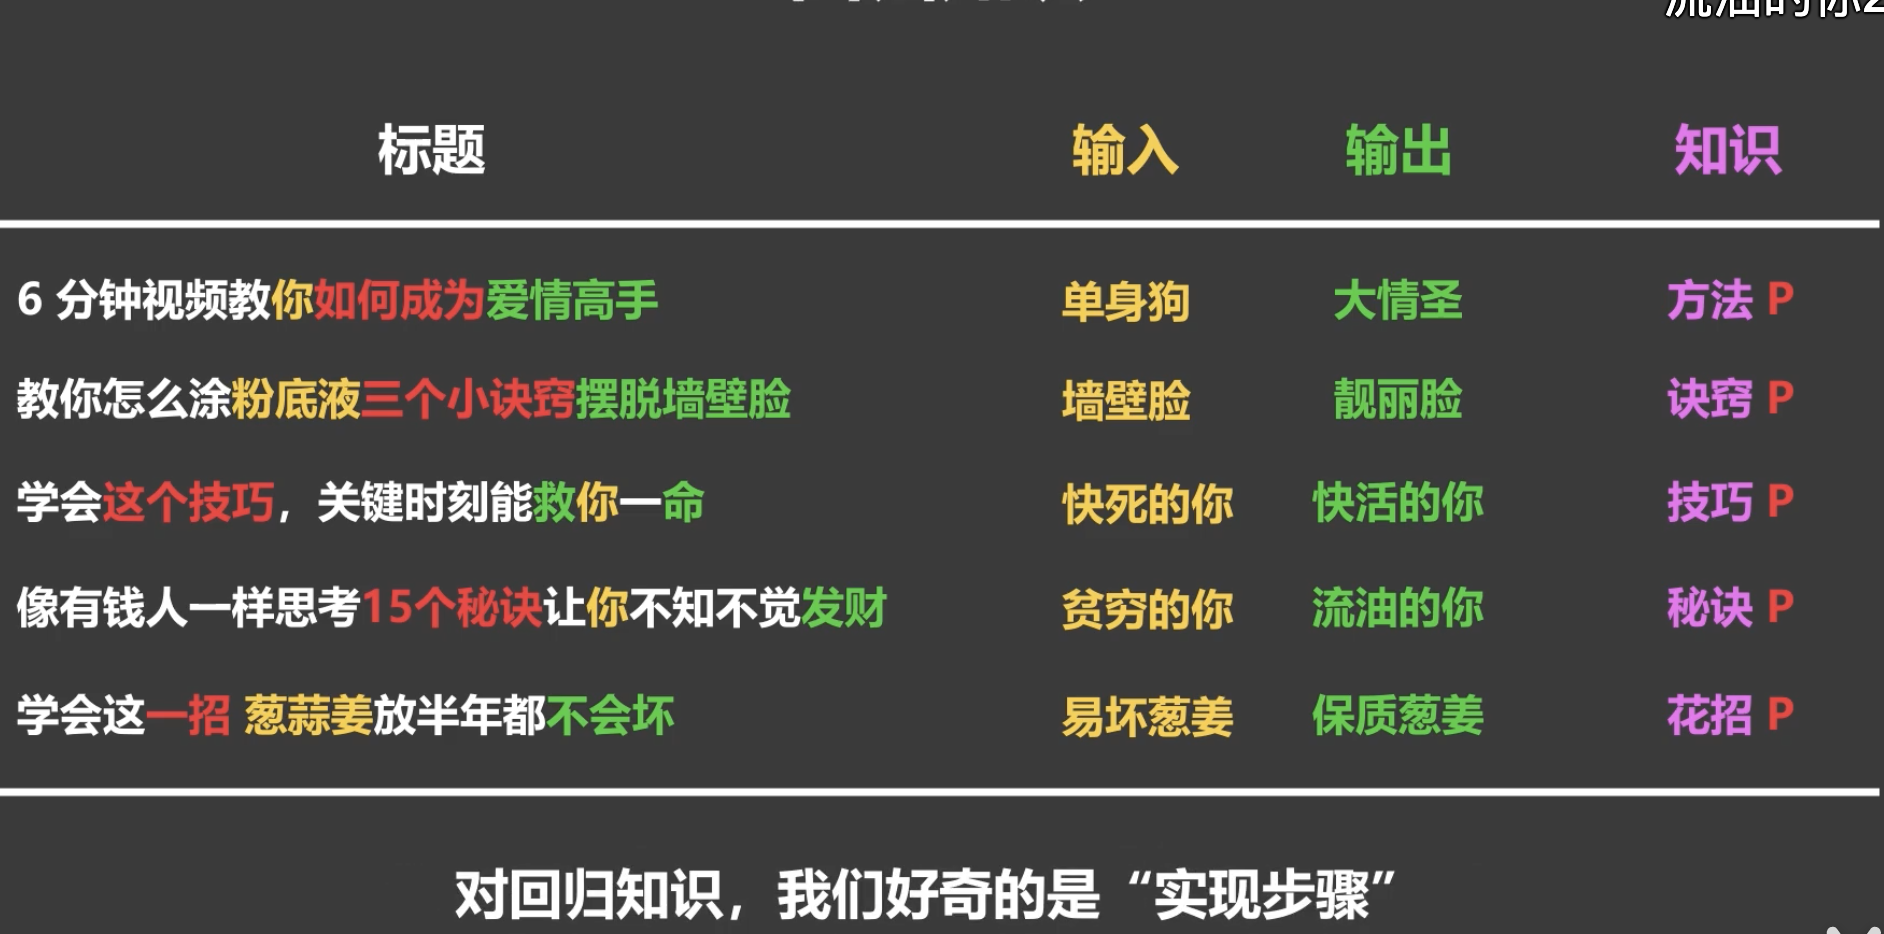 流油的你2
标题 输入 输出 知识
6 分钟视频教你如何成为爱情高手 单身狗 大情圣 方法 P
教你怎么涂粉底液三个小诀窍摆脱墙壁脸 墙壁脸 靓丽脸 诀窍 P
学会这个技巧，关键时刻能救你一命 快死的你 快活的你 技巧 P
像有钱人一样思考15个秘诀让你不知不觉发财 贫穷的你 流油的你 秘诀 P
学会这一招 葱蒜姜放半年都不会坏 易坏葱姜 保质葱姜 花招 P
对回归知识，我们好奇的是“实现步骤”